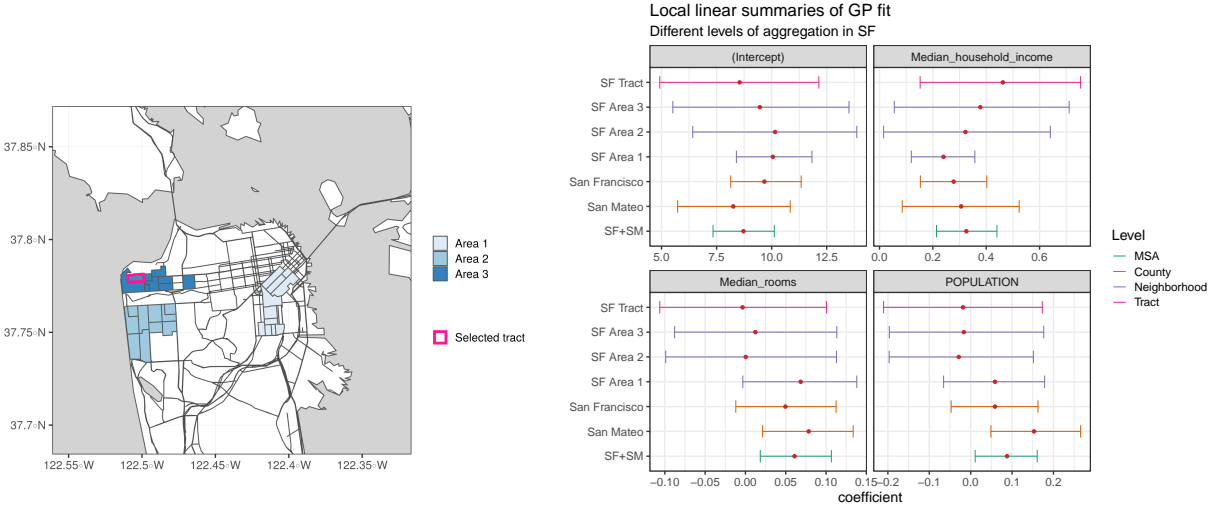 37.85°N
37.8°N
37.75°N
37.7°N
122.55°W
122.5°W
122.45°W
122.4°W
122.35°W
Area 1
Area 2
Area 3
Selected tract
Local linear summaries of GP fit
Different levels of aggregation in SF
(Intercept)
Median_household_income
SF Tract
SF Area 3
SF Area 2
SF Area 1
San Francisco
San Mateo
SF+SM
5.0
7.5
10.0
12.5
0.0
0.2
0.4
0.6
Median_rooms
POPULATION
SF Tract
SF Area 3
SF Area 2
SF Area 1
San Francisco
San Mateo
SF+SM
−0.10
−0.05
0.00
0.05
0.10
0.15
−0.2
−0.1
0.0
0.1
0.2
coefficient
Level
MSA
County
Neighborhood
Tract